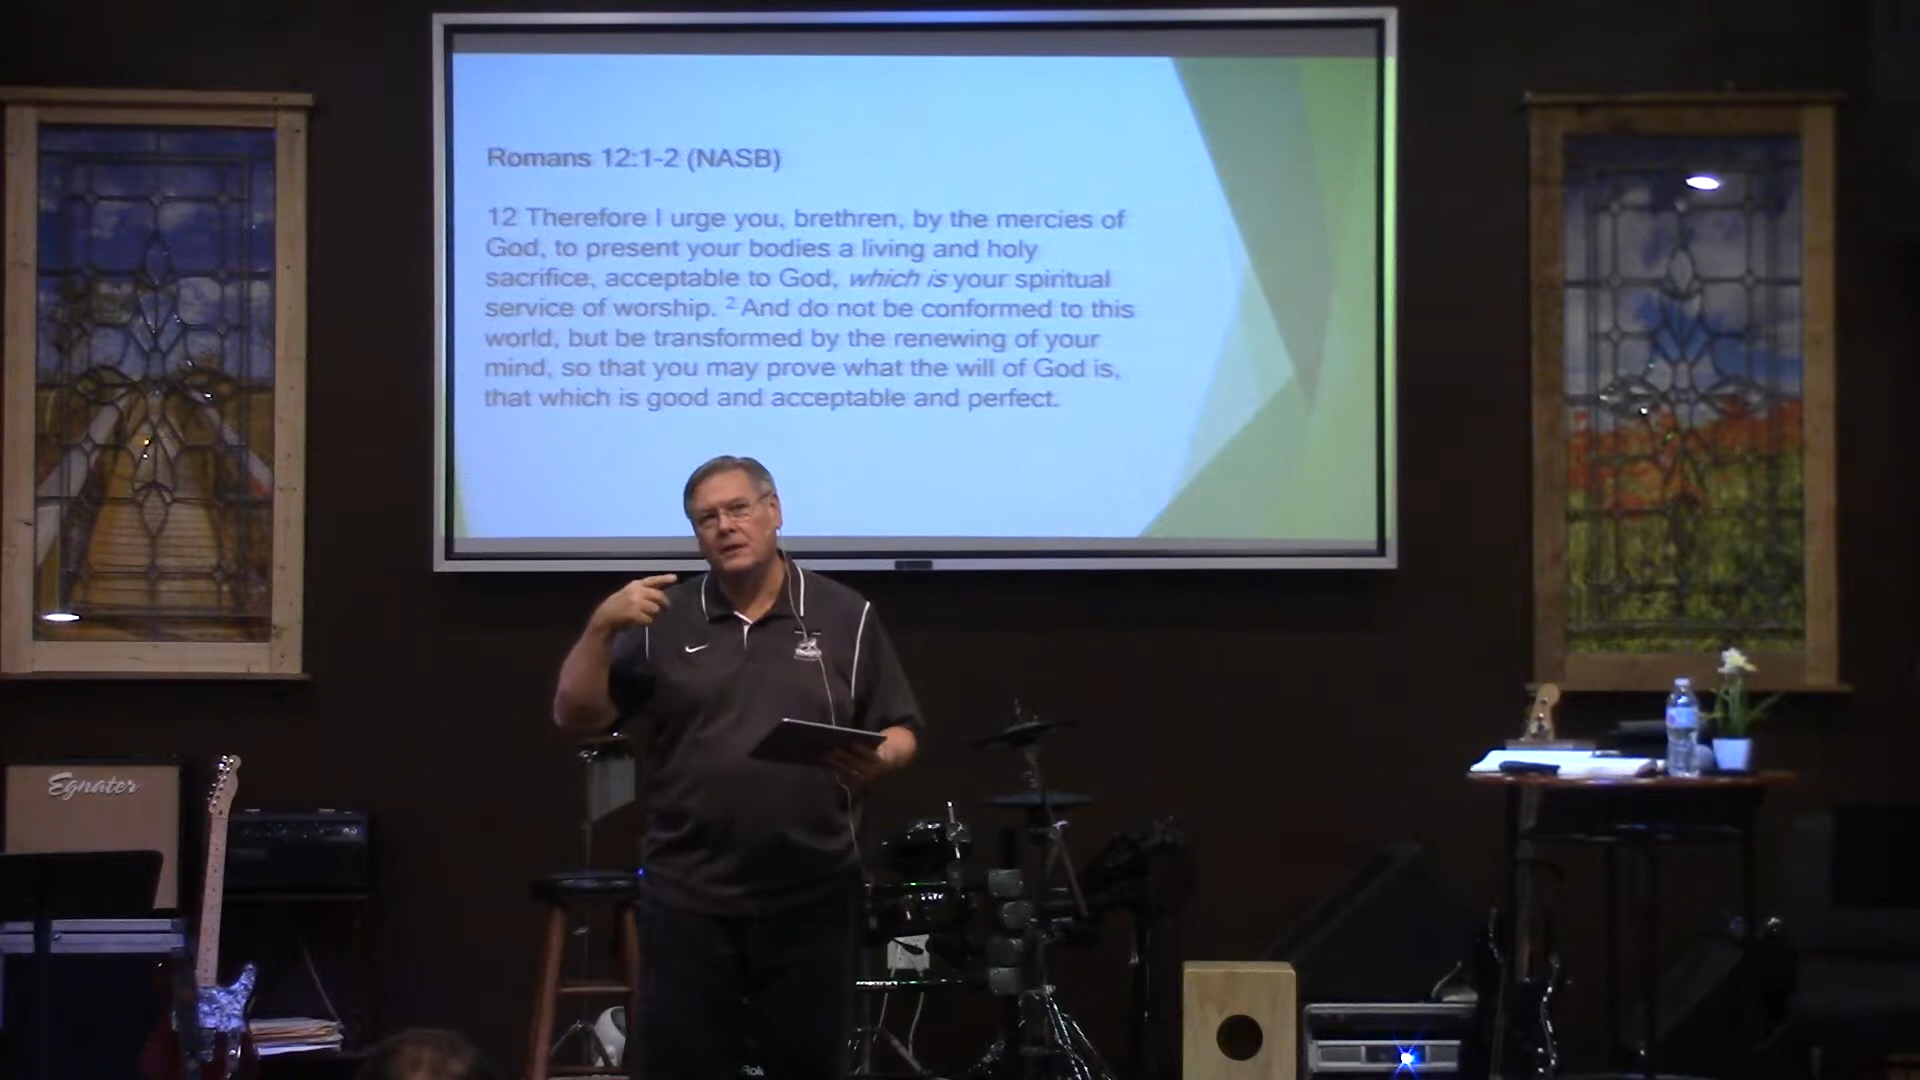 Romans 12:1-2 (NASB)
12 Therefore I urge you, brethren, by the mercies of
God, to present your bodies a living and holy
sacrifice, acceptable to God, which is your spiritual
service of worship. 2 And do not be conformed to this
world, but be transformed by the renewing of your
mind, so that you may prove what the will of God is,
that which is good and acceptable and perfect.
Egnater